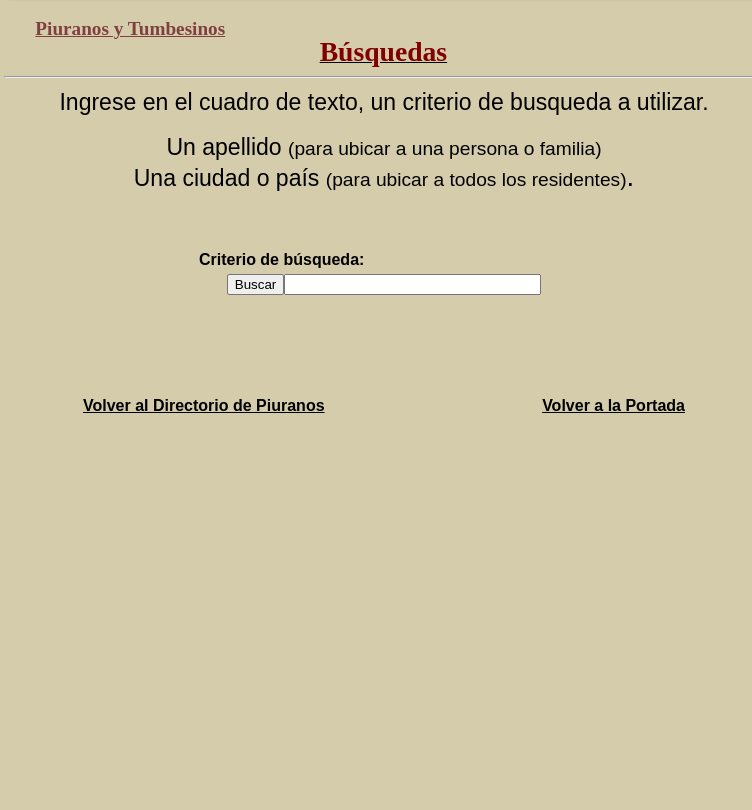 Piuranos y Tumbesinos
Búsquedas
Ingrese en el cuadro de texto, un criterio de busqueda a utilizar.
Un apellido (para ubicar a una persona o familia)
Una ciudad o país (para ubicar a todos los residentes).
Criterio de búsqueda:
Buscar
Volver al Directorio de Piuranos
Volver a la Portada